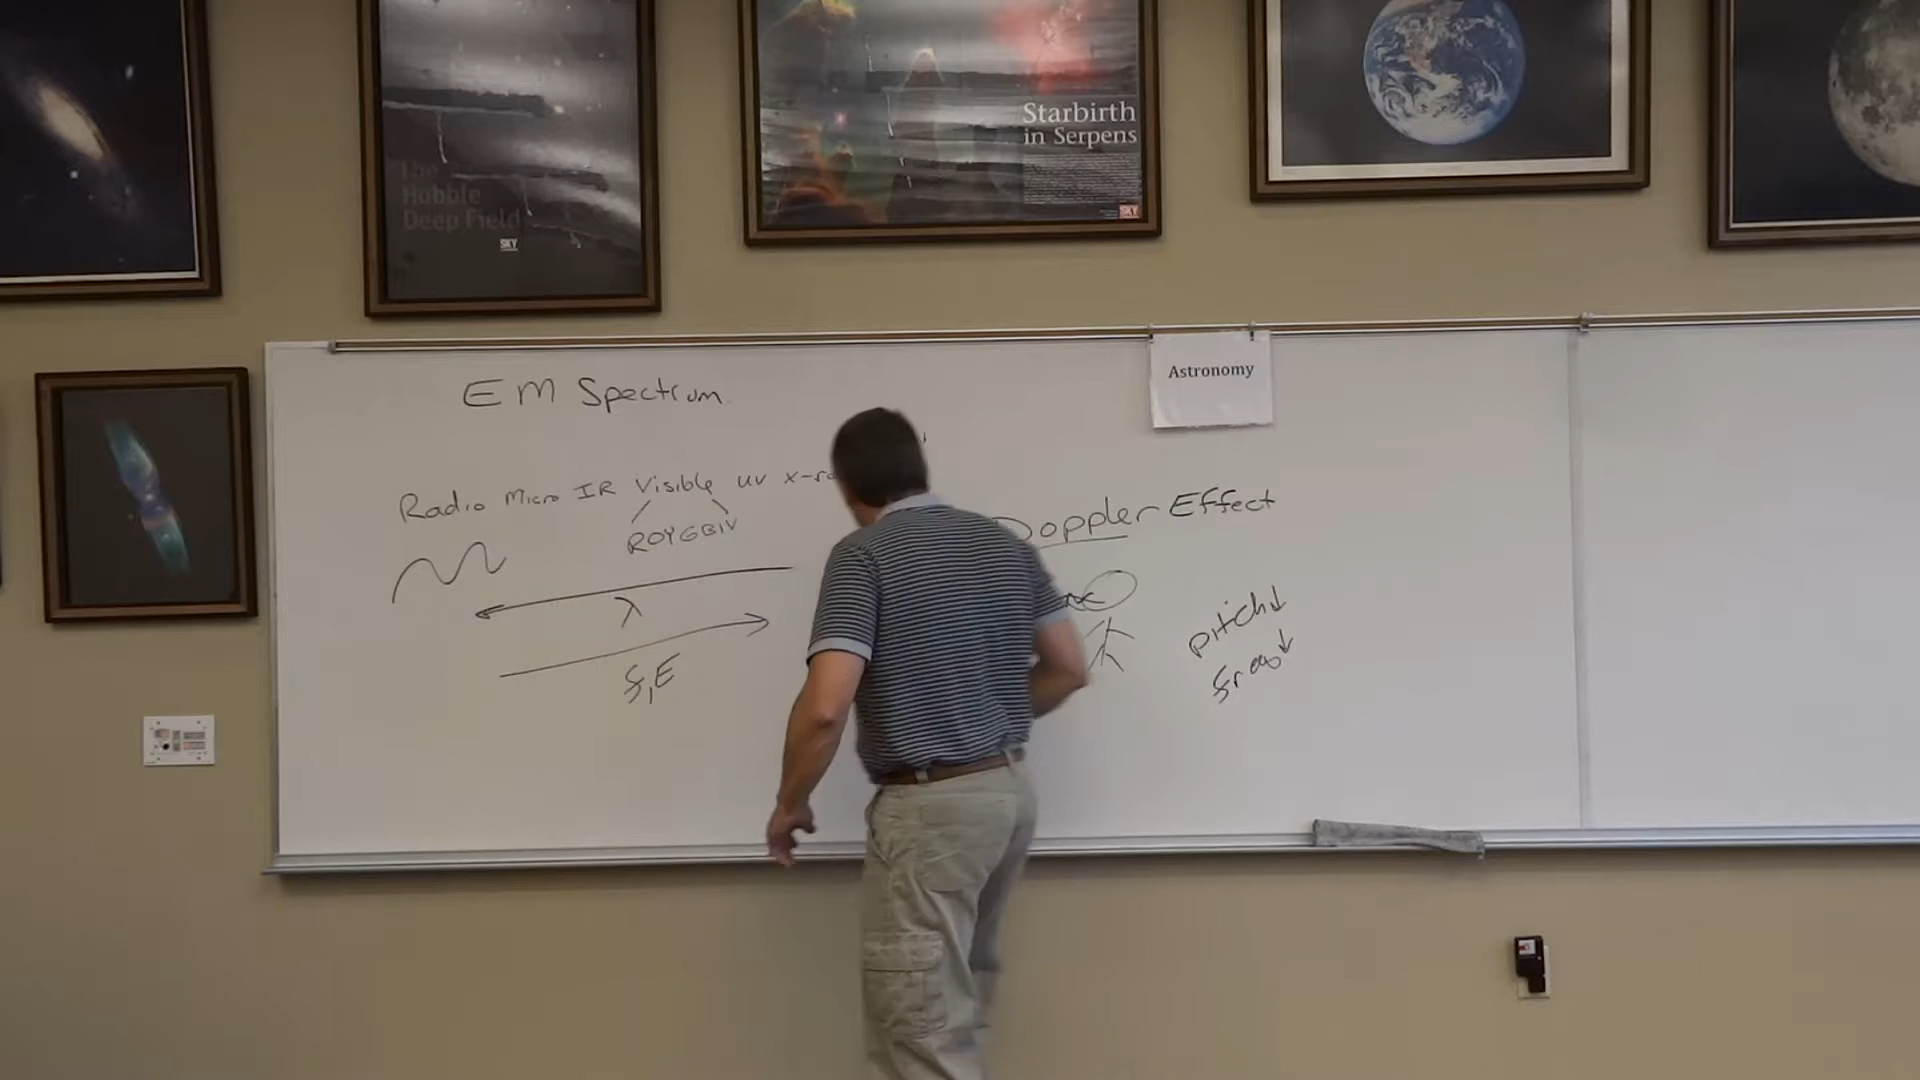 The
Hubble
Deep Field
SKY
Starbirth
in Serpens
SKY
Astronomy
EM Spectrum
Radio Micro IR Visible UV x-ra
ROYGBIV
λ
f, E
Doppler Effect
pitch↓
freq↓